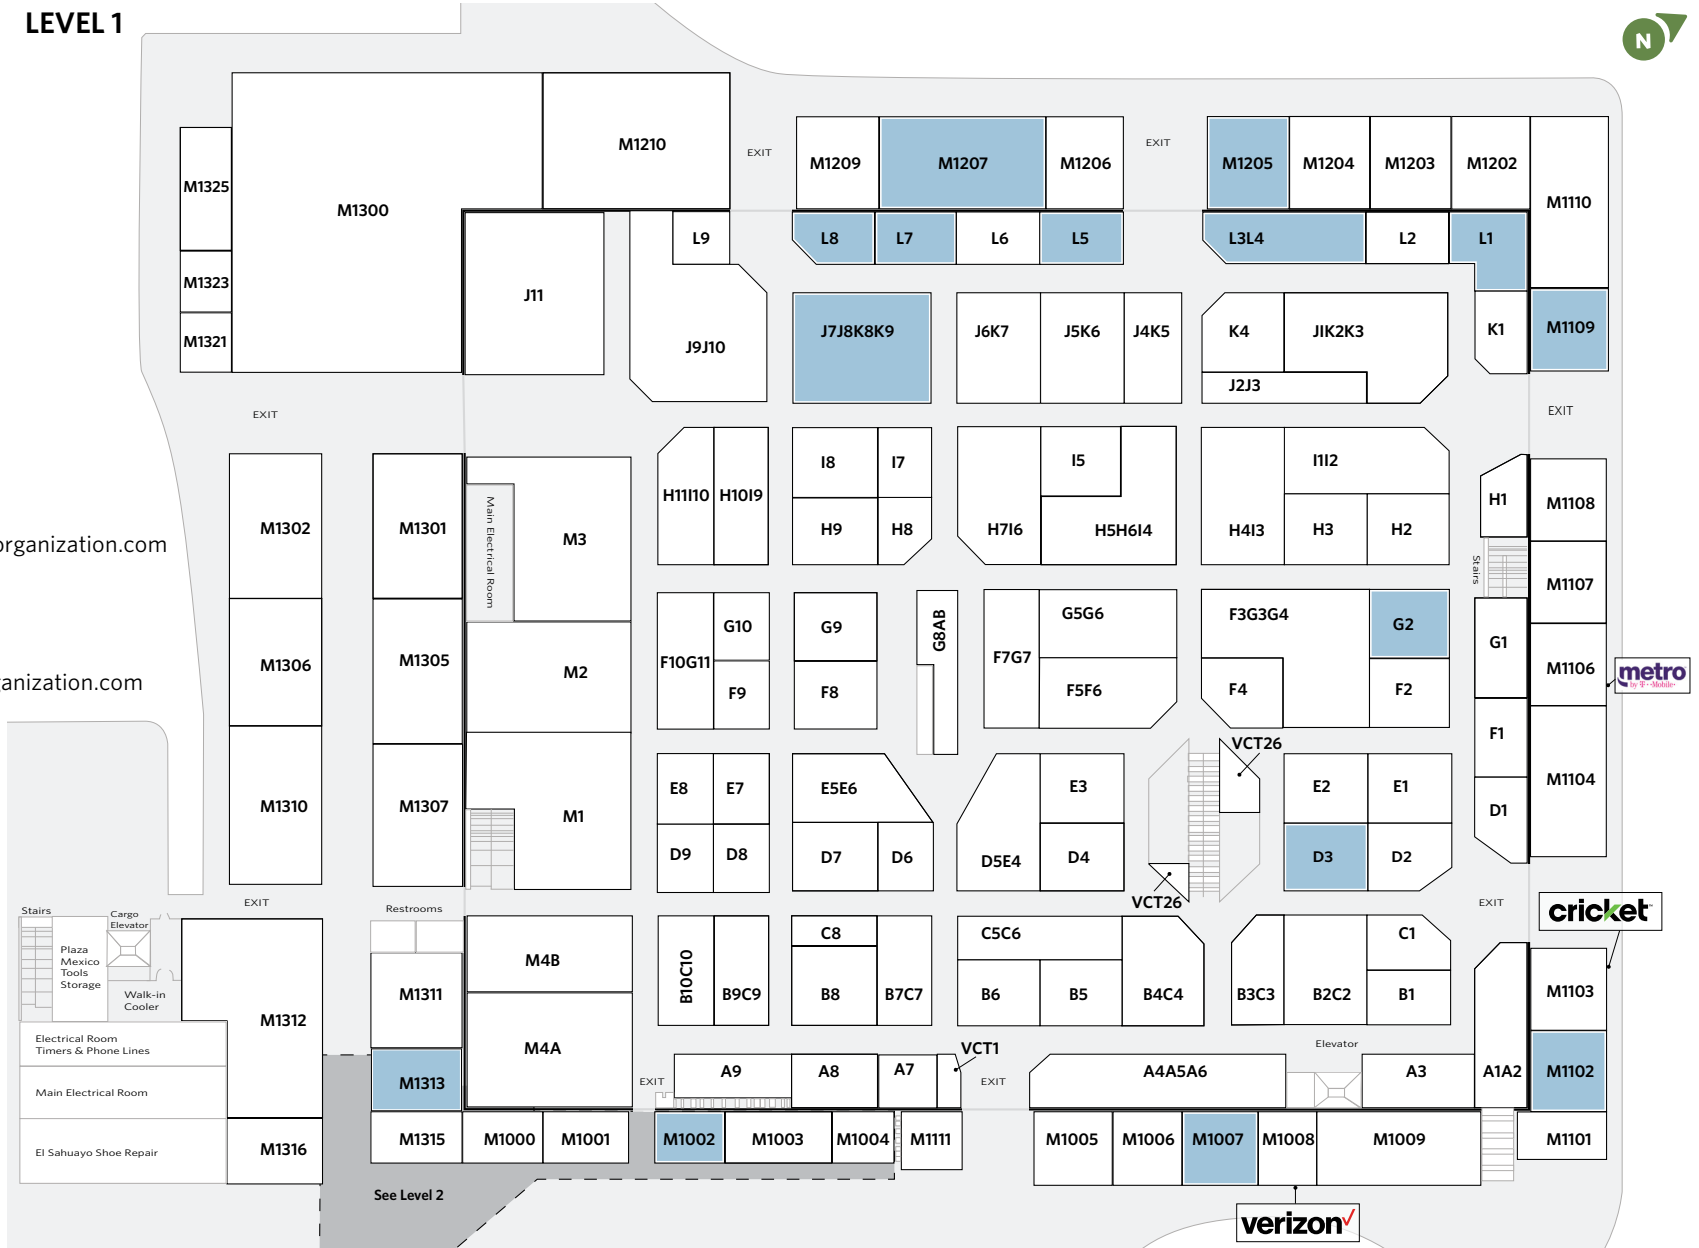 LEVEL 1
N
M1210
EXIT
M1209
M1207
M1206
EXIT
M1205
M1204
M1203
M1202
M1110
M1325
M1300
L9
L8
L7
L6
L5
L3L4
L2
L1
M1323
J11
M1321
J9J10
J7J8K8K9
J6K7
J5K6
J4K5
K4
JIK2K3
K1
M1109
J2J3
EXIT
EXIT
H11I10
H10I9
I8
I7
I5
I1I2
H1
M1108
M1302
M1301
Main Electrical Room
M3
H9
H8
H7I6
H5H6I4
H4I3
H3
H2
organization.com
Stairs
M1107
G10
G9
G8AB
G5G6
F3G3G4
G2
G1
M1306
M1305
M2
F10G11
F7G7
M1106
metro
by T-Mobile
ganization.com
F9
F8
F5F6
F4
F2
F1
VCT26
M1310
M1307
M1
E8
E7
E5E6
E3
E2
E1
M1104
D1
D9
D8
D7
D6
D5E4
D4
D3
D2
EXIT
VCT26
EXIT
cricket
Stairs
Cargo
Elevator
Restrooms
Plaza
Mexico
Tools
Storage
Walk-in
Cooler
M4B
C8
C5C6
C1
M1312
M1311
B10C10
B9C9
B8
B7C7
B6
B5
B4C4
B3C3
B2C2
B1
M1103
Electrical Room
Timers & Phone Lines
M4A
VCT1
Elevator
Main Electrical Room
M1313
EXIT
A9
A8
A7
EXIT
A4A5A6
A3
A1A2
M1102
El Sahuayo Shoe Repair
M1316
M1315
M1000
M1001
M1002
M1003
M1004
M1111
M1005
M1006
M1007
M1008
M1009
M1101
See Level 2
verizon